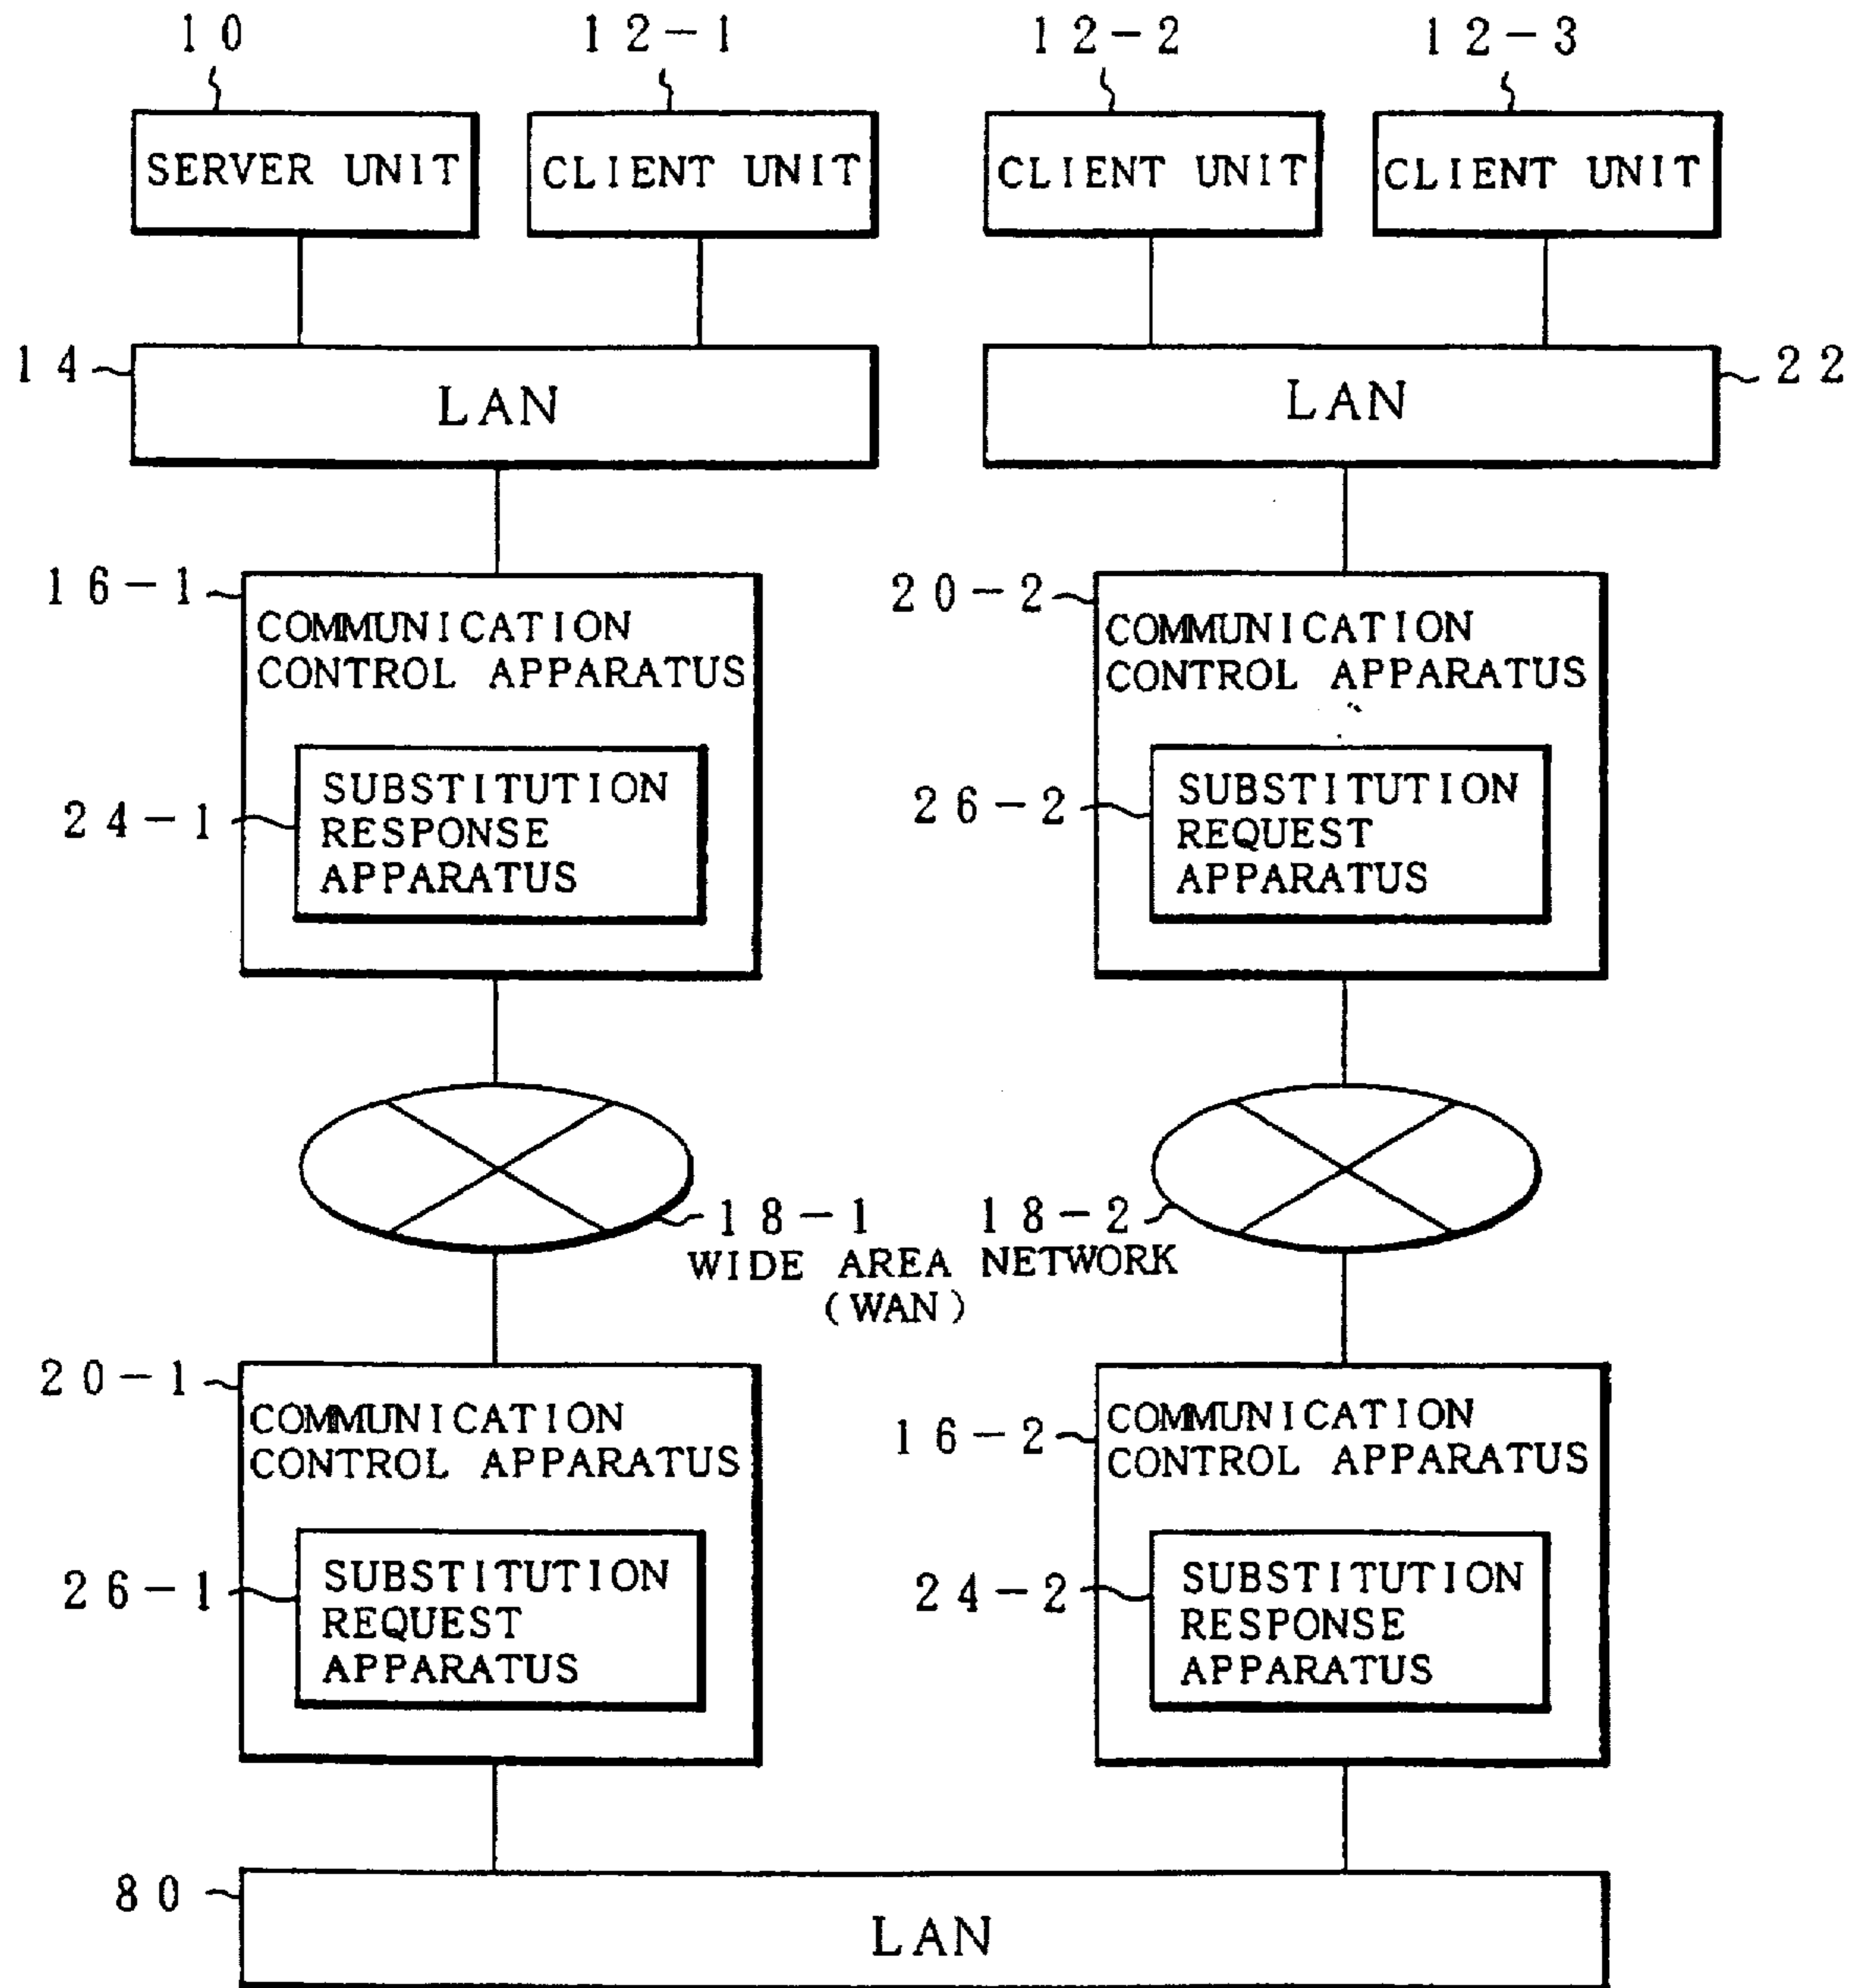 10
12-1
12-2
12-3
SERVER UNIT
CLIENT UNIT
CLIENT UNIT
CLIENT UNIT
14
LAN
LAN
22
16-1
COMMUNICATION
CONTROL APPARATUS
24-1
SUBSTITUTION
RESPONSE
APPARATUS
20-2
COMMUNICATION
CONTROL APPARATUS
26-2
SUBSTITUTION
REQUEST
APPARATUS
18-1
18-2
WIDE AREA NETWORK
(WAN)
20-1
COMMUNICATION
CONTROL APPARATUS
26-1
SUBSTITUTION
REQUEST
APPARATUS
16-2
COMMUNICATION
CONTROL APPARATUS
24-2
SUBSTITUTION
RESPONSE
APPARATUS
80
LAN